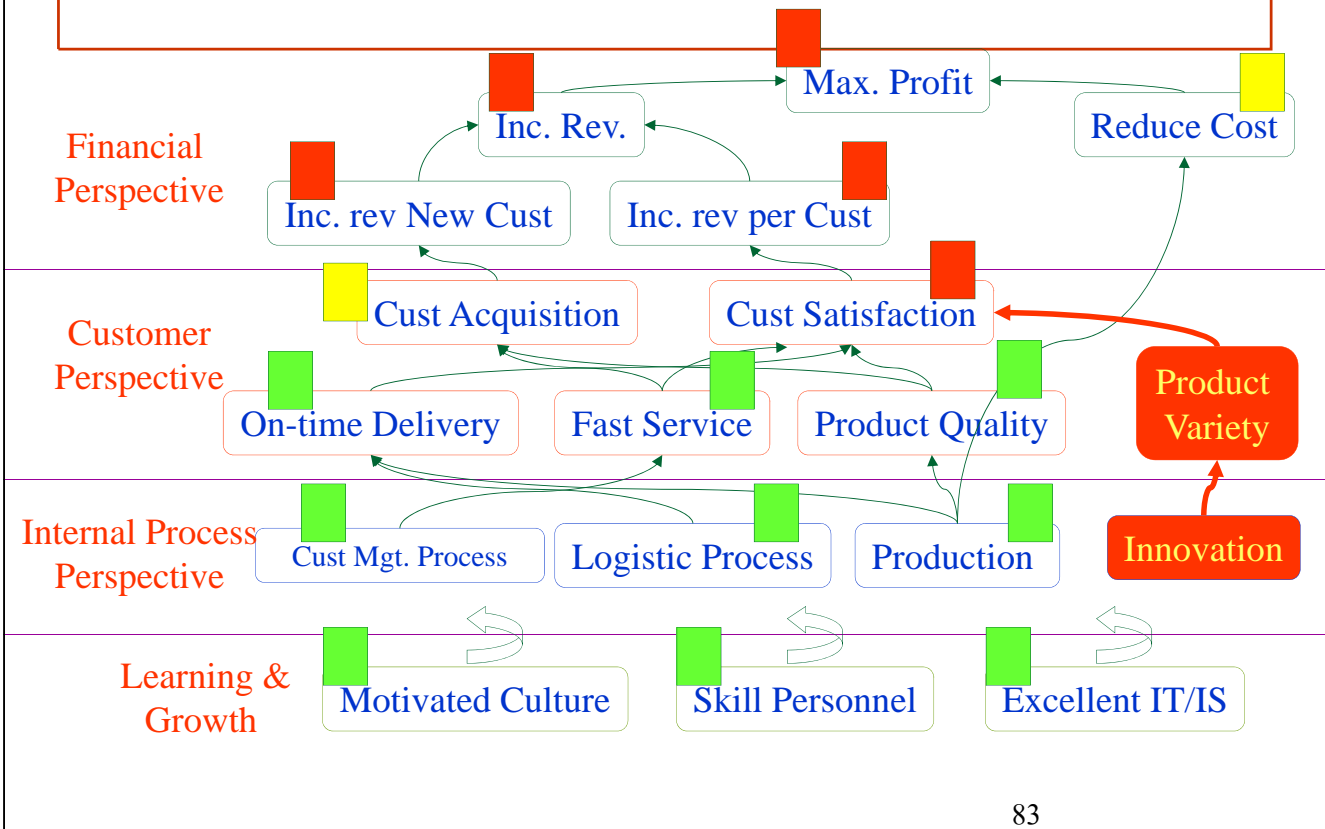 Max. Profit
Inc. Rev.
Reduce Cost
Financial
Perspective
Inc. rev New Cust
Inc. rev per Cust
Cust Acquisition
Cust Satisfaction
Customer
Perspective
Product
Variety
On-time Delivery
Fast Service
Product Quality
Internal Process
Perspective
Cust Mgt. Process
Logistic Process
Production
Innovation
Learning &
Growth
Motivated Culture
Skill Personnel
Excellent IT/IS
83